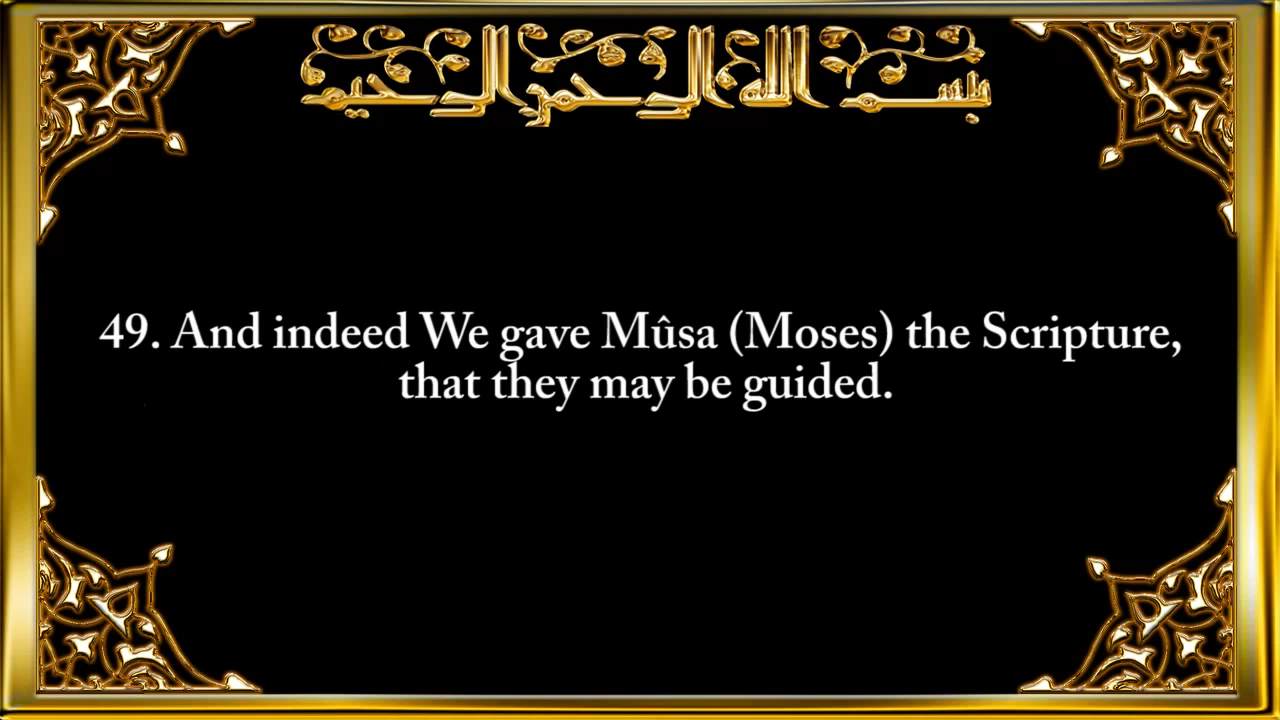 بسم الله الرحمن الرحيم
49. And indeed We gave Mûsa (Moses) the Scripture,
that they may be guided.